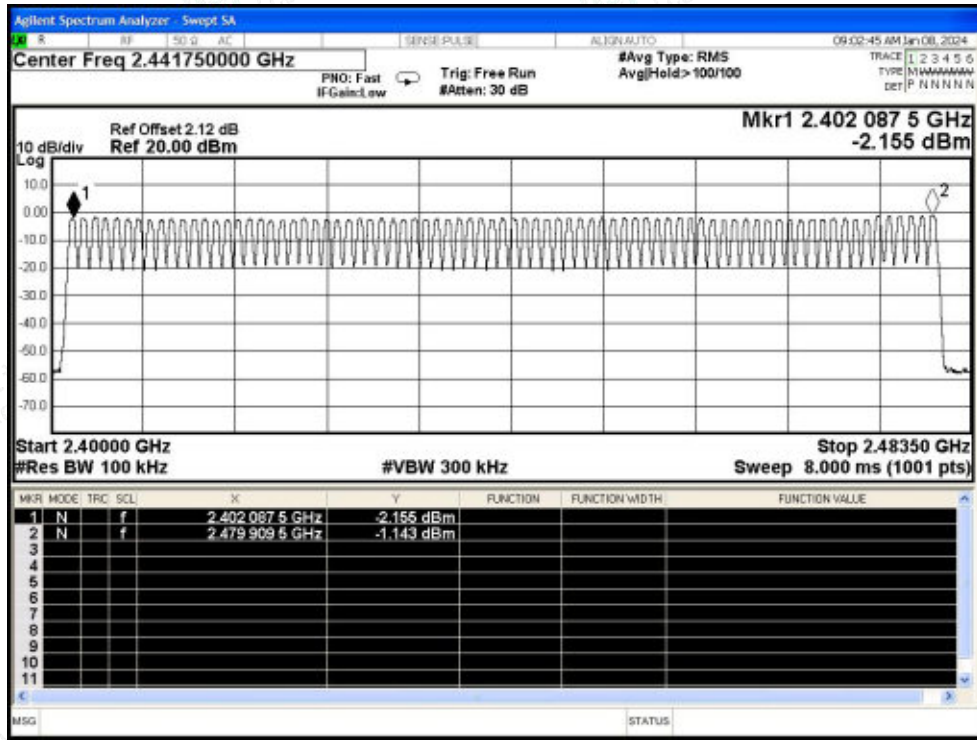 Agilent Spectrum Analyzer - Swept SA
R RF 50 Ω AC SENSE:PULSE ALIGN AUTO 09:02:45 AM Jan 08, 2024
Center Freq 2.441750000 GHz #Avg Type: RMS TRACE 1 2 3 4 5 6
PNO: Fast Trig: Free Run Avg|Hold:> 100/100 TYPE M WWWWW
IFGain:Low #Atten: 30 dB DET P N N N N N
Ref Offset 2.12 dB Mkr1 2.402 087 5 GHz
10 dB/div Ref 20.00 dBm -2.155 dBm
Log
10.0
0.00
-10.0
-20.0
-30.0
-40.0
-50.0
-60.0
-70.0
1
2
Start 2.40000 GHz Stop 2.48350 GHz
#Res BW 100 kHz #VBW 300 kHz Sweep 8.000 ms (1001 pts)
MKR MODE TRC SCL X Y FUNCTION FUNCTION WIDTH FUNCTION VALUE
1 N f 2.402 087 5 GHz -2.155 dBm
2 N f 2.479 909 5 GHz -1.143 dBm
3
4
5
6
7
8
9
10
11
MSG STATUS